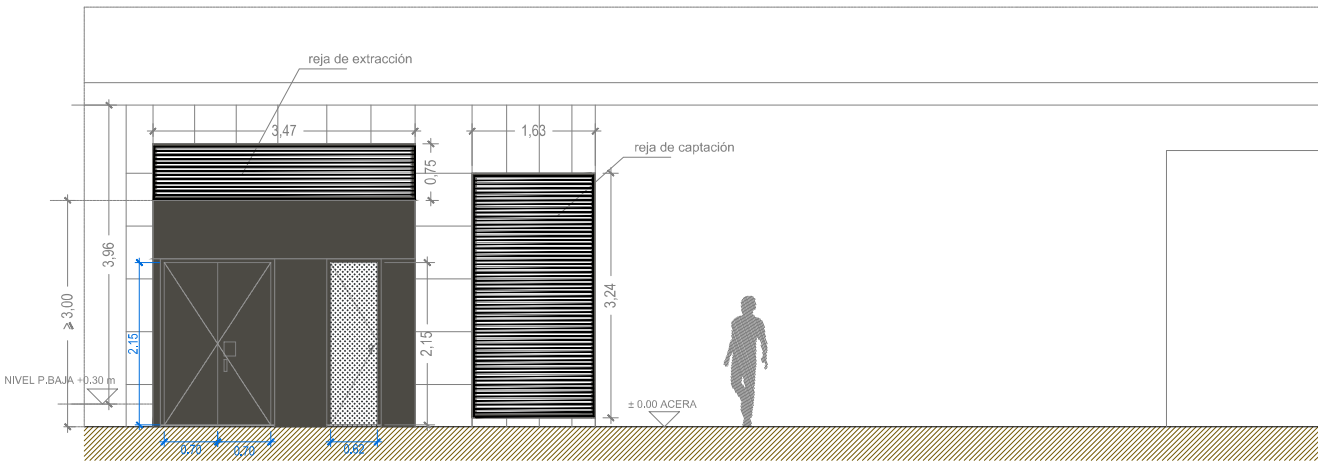 reja de extracción
3,47
1,63
reja de captación
0,75
3,96
≥ 3,00
3,24
2.15
2,15
NIVEL P.BAJA +0.30 m
± 0.00 ACERA
0.70
0.70
0.62